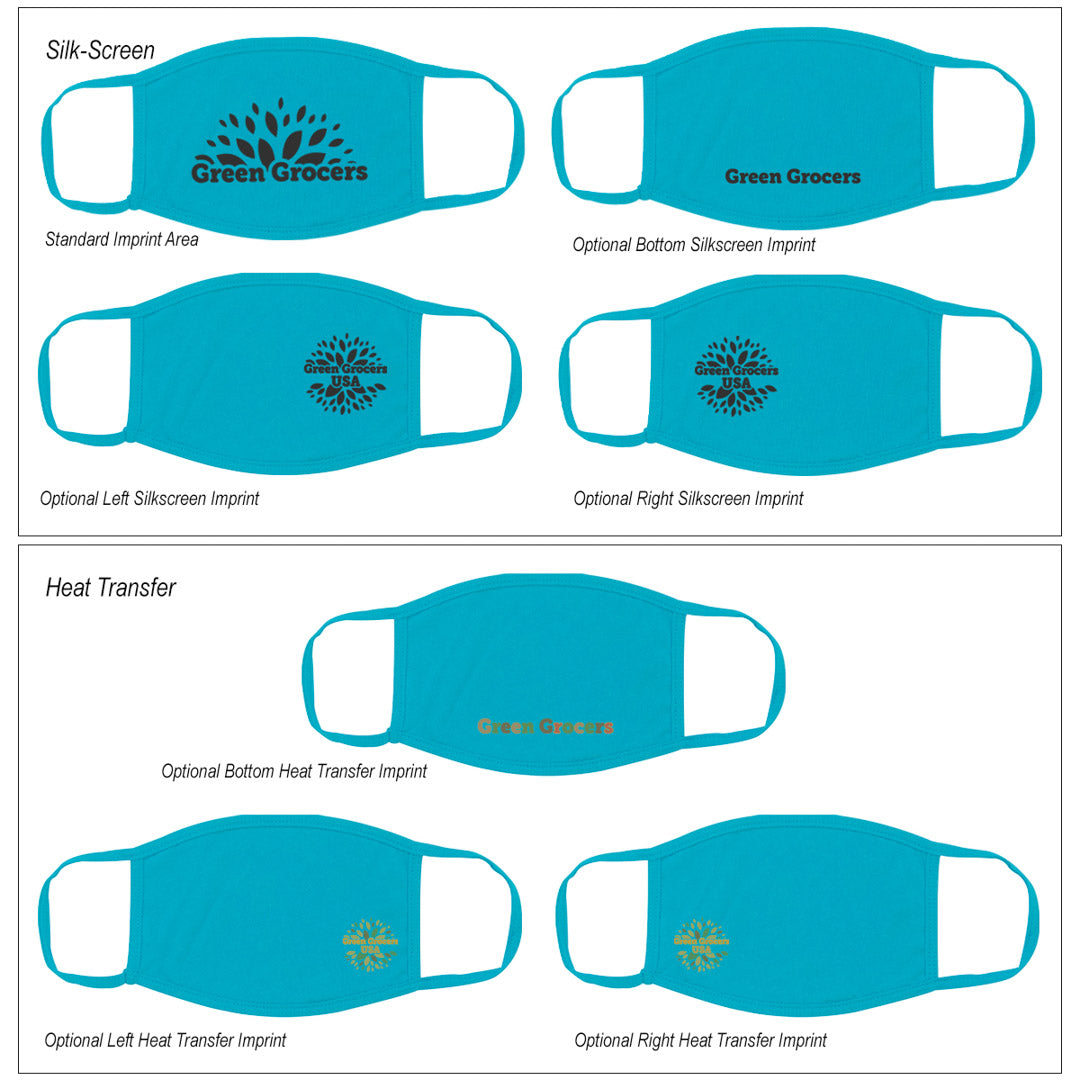 Silk-Screen
Green Grocers
Green Grocers
Standard Imprint Area
Optional Bottom Silkscreen Imprint
Green Grocers
USA
Green Grocers
USA
Optional Left Silkscreen Imprint
Optional Right Silkscreen Imprint
Heat Transfer
Green Grocers
Optional Bottom Heat Transfer Imprint
Green Grocers
USA
Green Grocers
USA
Optional Left Heat Transfer Imprint
Optional Right Heat Transfer Imprint